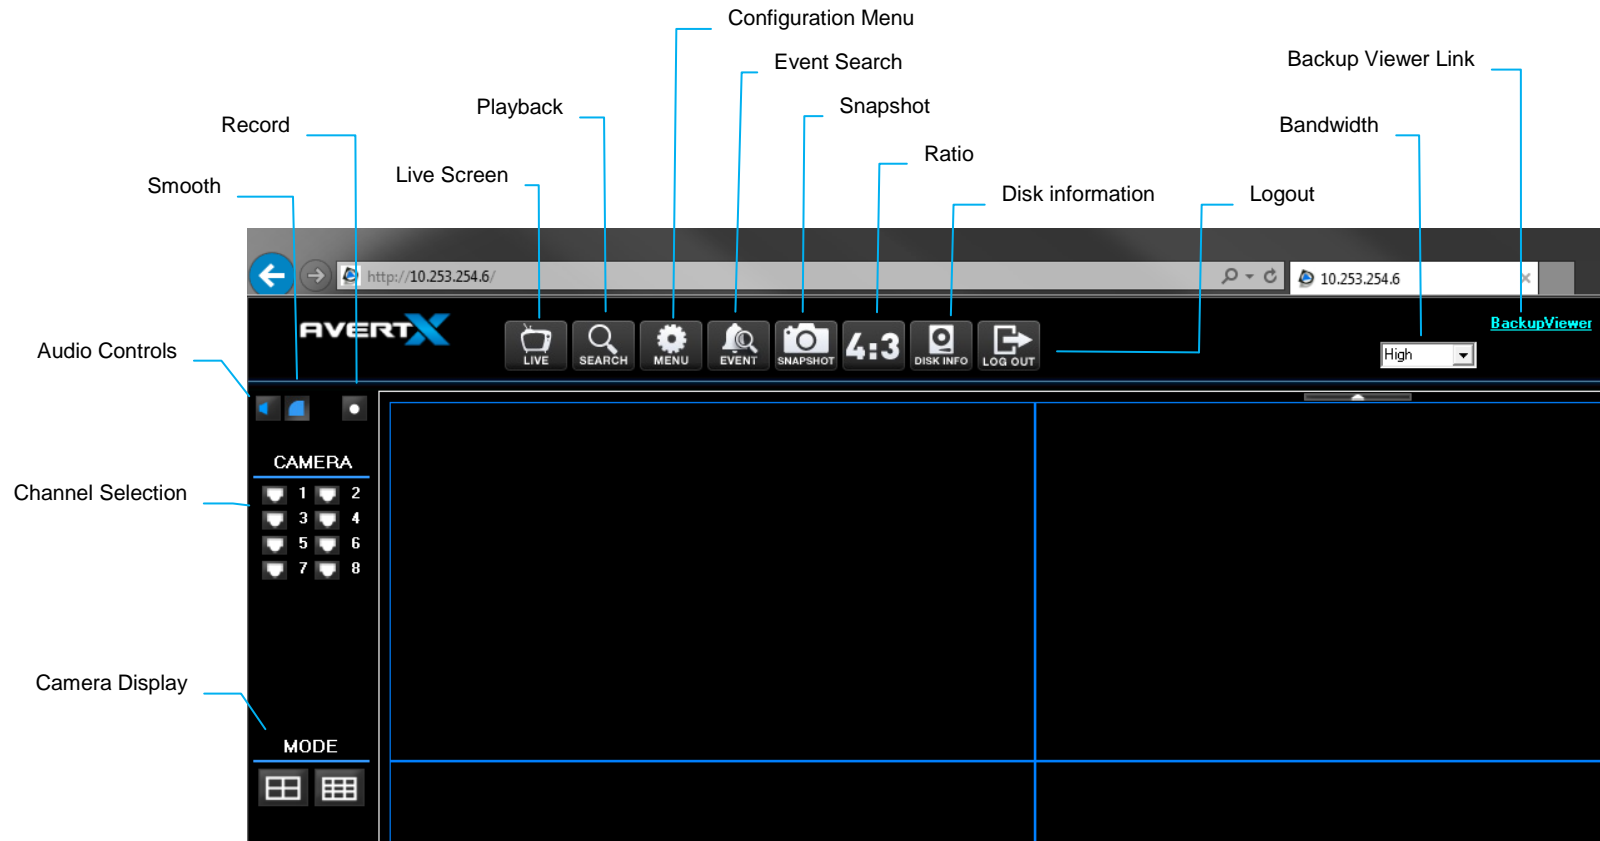 Configuration Menu
Event Search
Backup Viewer Link
Playback
Snapshot
Record
Bandwidth
Ratio
Live Screen
Smooth
Disk information
Logout
http://10.253.254.6/
10.253.254.6
AVERTX
LIVE
SEARCH
MENU
EVENT
SNAPSHOT
4:3
DISK INFO
LOG OUT
BackupViewer
High
Audio Controls
CAMERA
Channel Selection
1 2
3 4
5 6
7 8
Camera Display
MODE